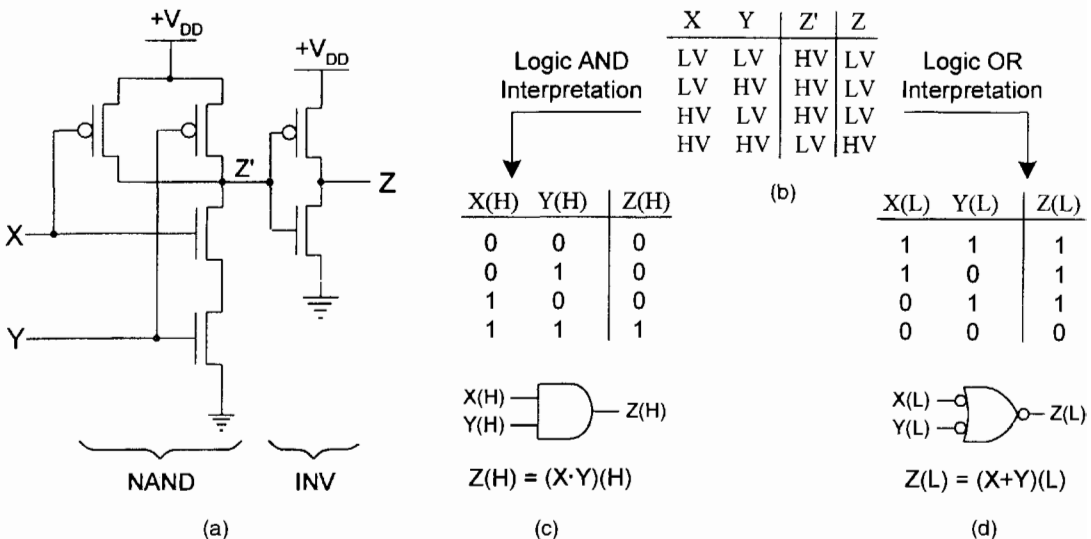 +V_DD
+V_DD
X
Y
Z'
Z
NAND
INV
(a)
X Y Z' Z
LV LV HV LV
LV HV HV LV
HV LV HV LV
HV HV LV HV
(b)
Logic AND
Interpretation
X(H) Y(H) Z(H)
0 0 0
0 1 0
1 0 0
1 1 1
X(H)
Y(H)
Z(H)
Z(H) = (X·Y)(H)
(c)
Logic OR
Interpretation
X(L) Y(L) Z(L)
1 1 1
1 0 1
0 1 1
0 0 0
X(L)
Y(L)
Z(L)
Z(L) = (X+Y)(L)
(d)